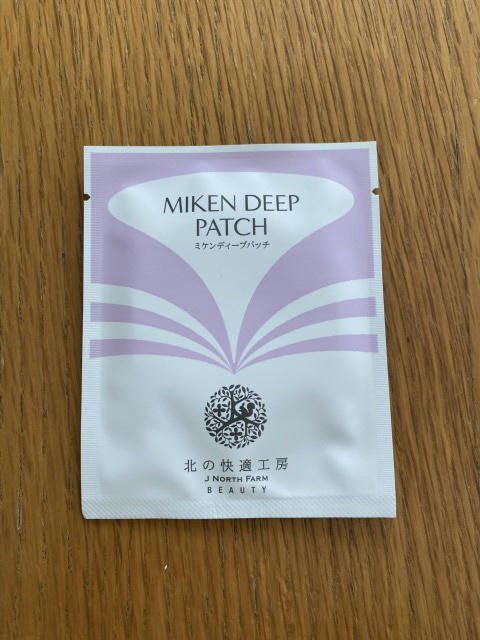 MIKEN DEEP
PATCH
ミケンディープパッチ
北の快適工房
J NORTH FARM
BEAUTY